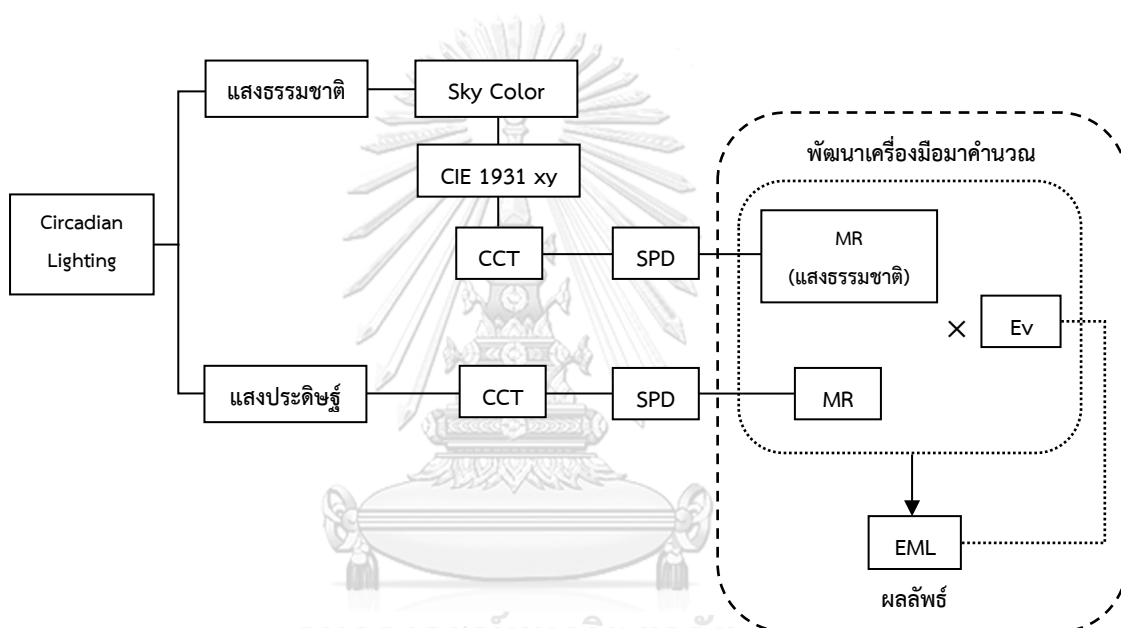 แสงธรรมชาติ
Sky Color
CIE 1931 xy
Circadian
Lighting
CCT
SPD
พัฒนาเครื่องมือมาคำนวณ
MR
(แสงธรรมชาติ)
×
Ev
แสงประดิษฐ์
CCT
SPD
MR
EML
ผลลัพธ์